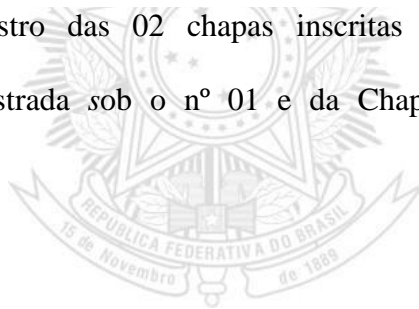 stro das 02 chapas inscritas
strada sob o nº 01 e da Chap
REPÚBLICA FEDERATIVA DO BRASIL
15 de Novembro de 1889